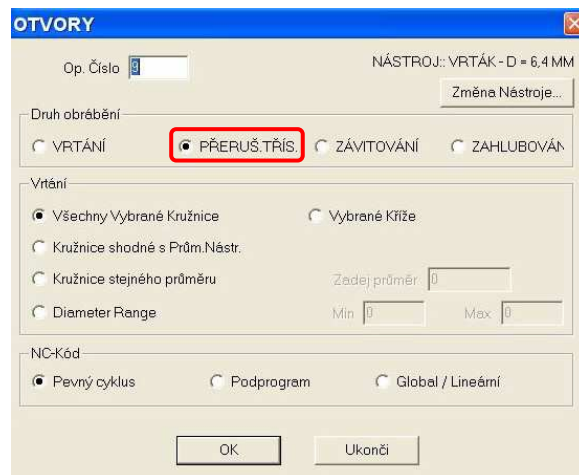 OTVORY
Op. Číslo 9 NÁSTROJ:: VRTÁK - D = 6,4 MM
Změna Nástroje...
Druh obrábění
VRTÁNÍ PŘERUŠ.TŘÍS. ZÁVITOVÁNÍ ZAHLUBOVÁN
Vrtání
Všechny Vybrané Kružnice Vybrané Kříže
Kružnice shodné s Prům.Nástr.
Kružnice stejného průměru Zadej průměr 0
Diameter Range Min 0 Max 0
NC-Kód
Pevný cyklus Podprogram Global / Lineární
OK Ukonči